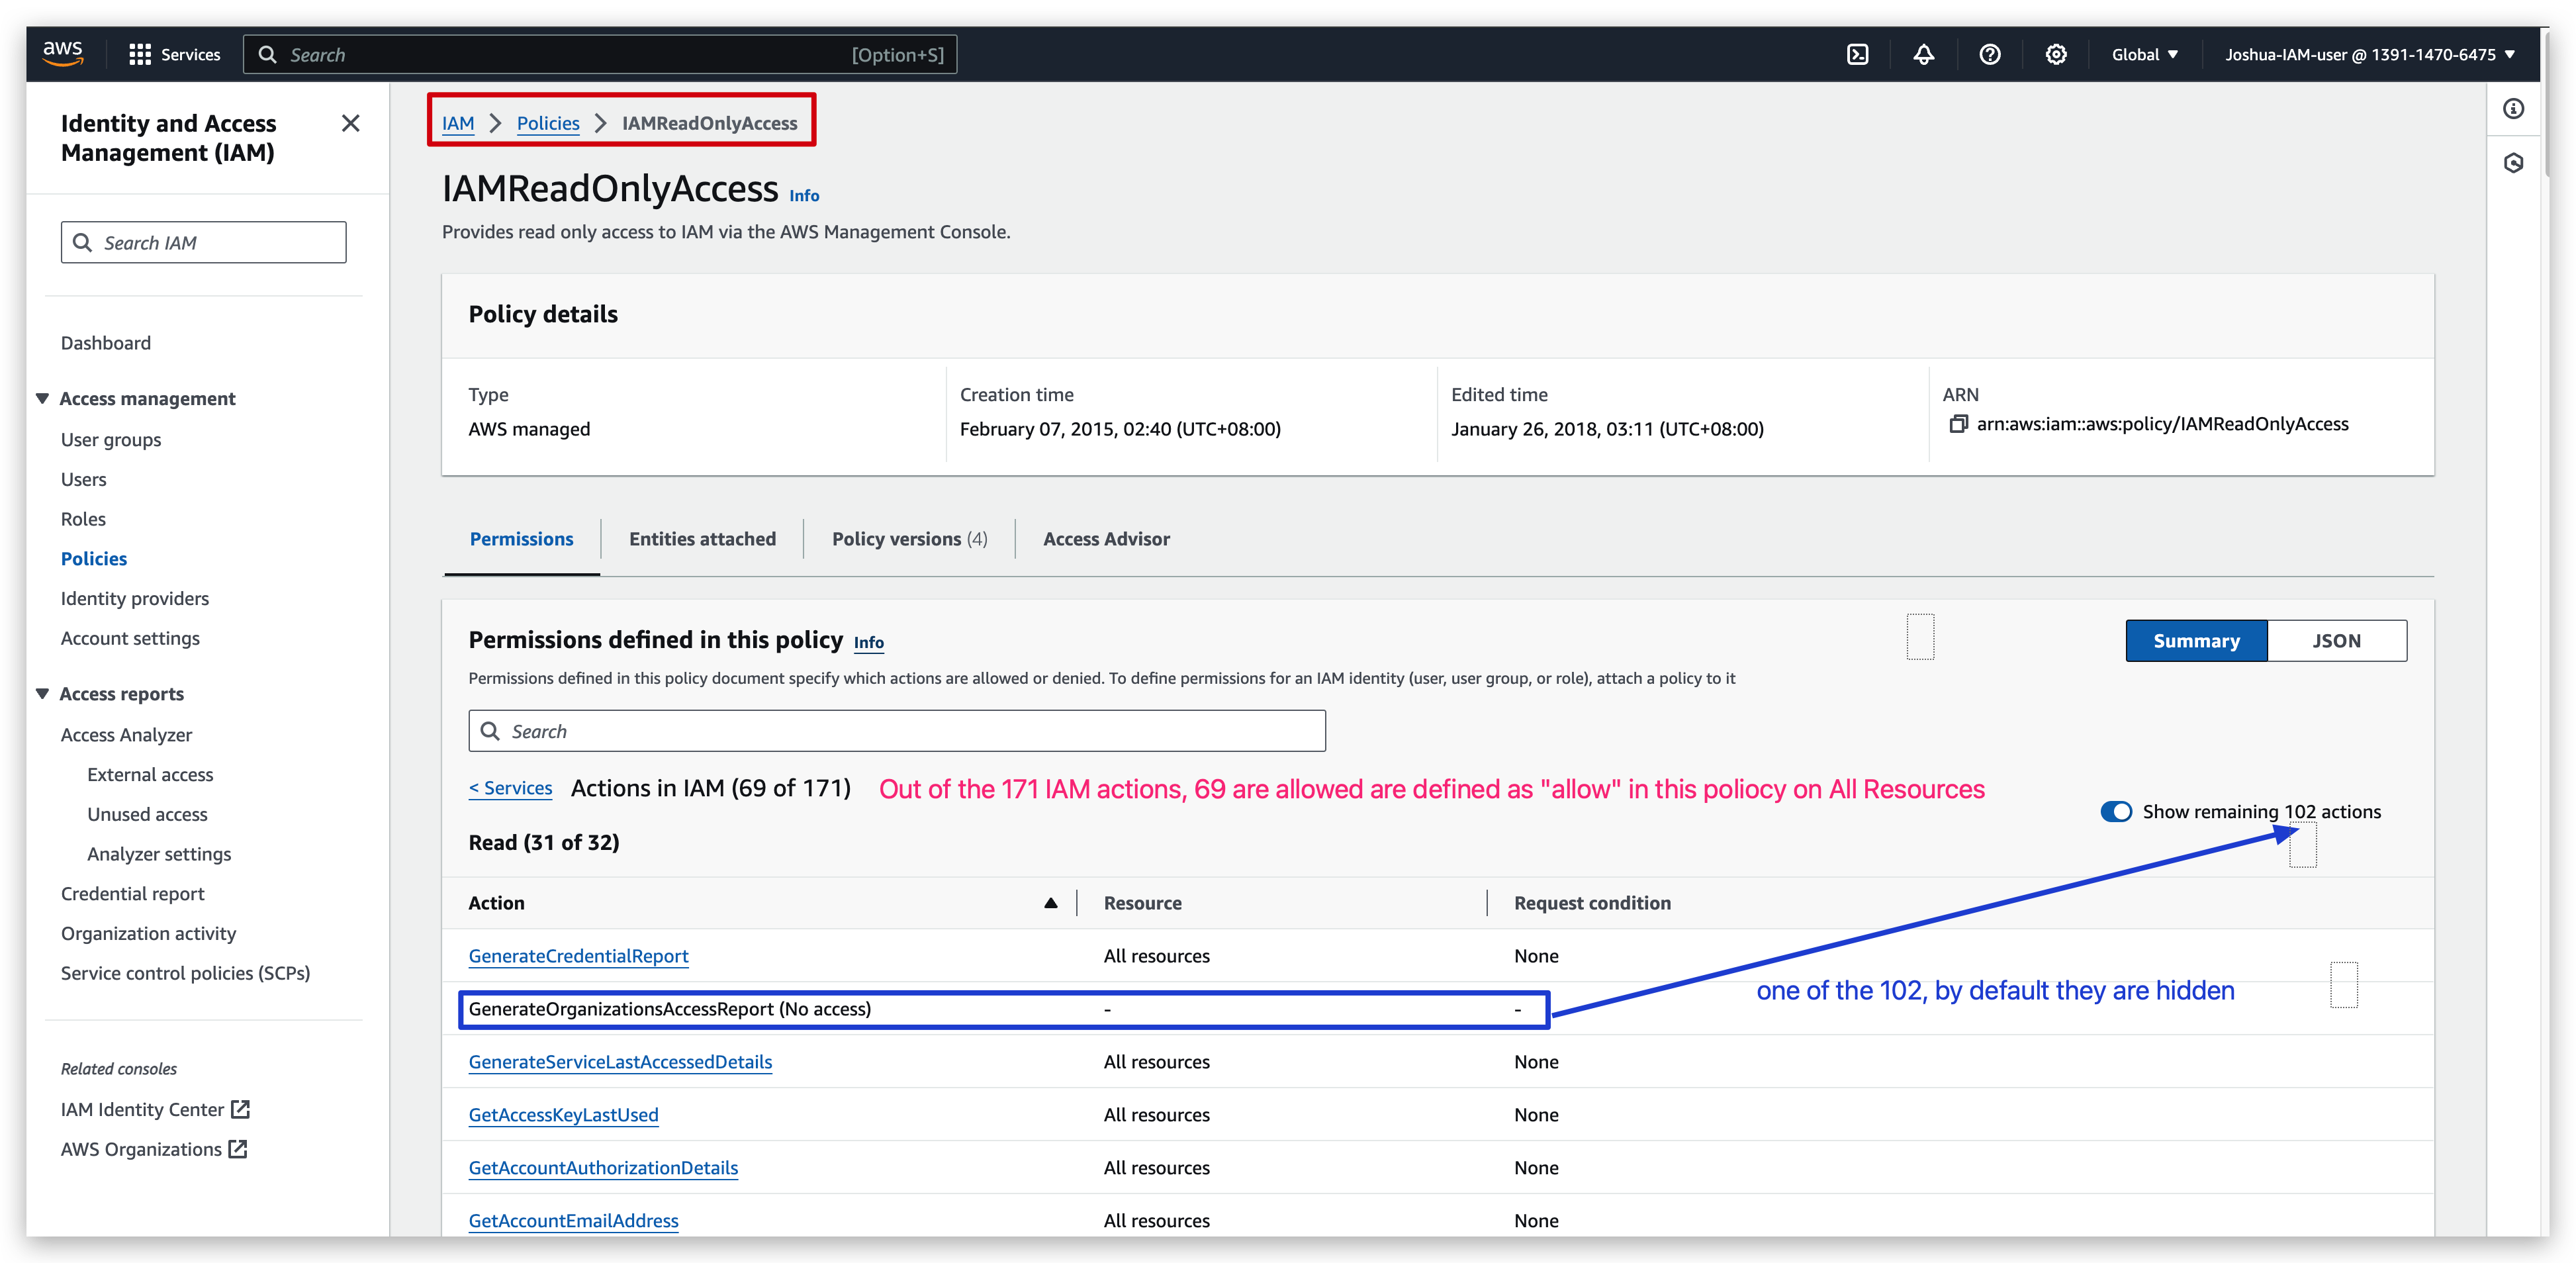 aws
Services
Search
[Option+S]
Global
Joshua-IAM-user @ 1391-1470-6475
Identity and Access
Management (IAM)
Search IAM
Dashboard
Access management
User groups
Users
Roles
Policies
Identity providers
Account settings
Access reports
Access Analyzer
External access
Unused access
Analyzer settings
Credential report
Organization activity
Service control policies (SCPs)
Related consoles
IAM Identity Center
AWS Organizations
IAM > Policies > IAMReadOnlyAccess
IAMReadOnlyAccess Info
Provides read only access to IAM via the AWS Management Console.
Policy details
Type
AWS managed
Creation time
February 07, 2015, 02:40 (UTC+08:00)
Edited time
January 26, 2018, 03:11 (UTC+08:00)
ARN
arn:aws:iam::aws:policy/IAMReadOnlyAccess
Permissions
Entities attached
Policy versions (4)
Access Advisor
Permissions defined in this policy Info
Summary
JSON
Permissions defined in this policy document specify which actions are allowed or denied. To define permissions for an IAM identity (user, user group, or role), attach a policy to it
Search
< Services Actions in IAM (69 of 171)
Out of the 171 IAM actions, 69 are allowed are defined as "allow" in this poliocy on All Resources
Show remaining 102 actions
Read (31 of 32)
Action Resource Request condition
GenerateCredentialReport All resources None
GenerateOrganizationsAccessReport (No access) - -
one of the 102, by default they are hidden
GenerateServiceLastAccessedDetails All resources None
GetAccessKeyLastUsed All resources None
GetAccountAuthorizationDetails All resources None
GetAccountEmailAddress All resources None